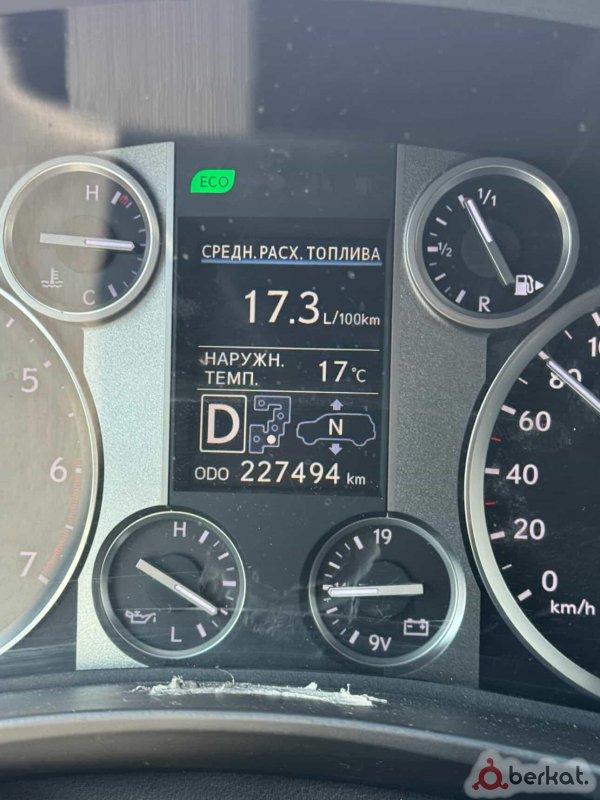 ECO
СРЕДН.РАСХ. ТОПЛИВА
17.3 L/100km
НАРУЖН. ТЕМП. 17 °C
D N
ODO 227494 km
H
C
1/1
1/2
R
5
6
7
80
60
40
20
0
km/h
H
L
19
9V
berkat.